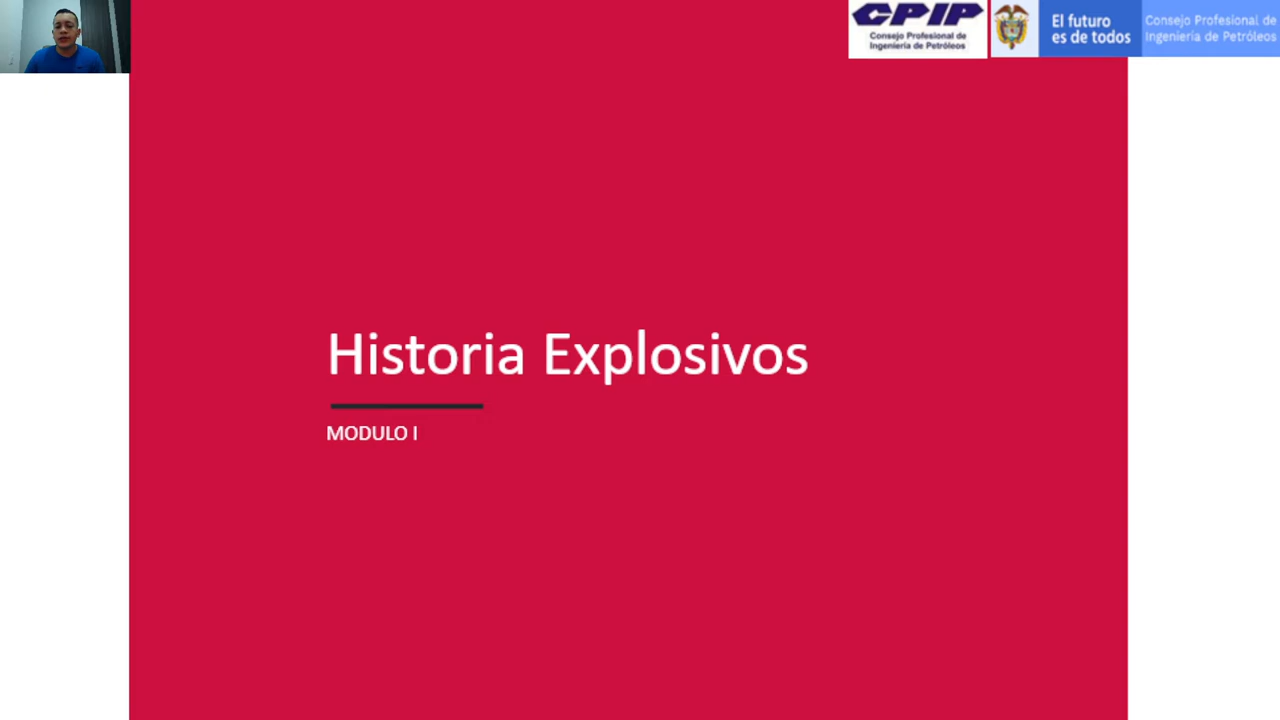 CPIP
Consejo Profesional de
Ingeniería de Petróleos
El futuro
es de todos
Consejo Profesional de
Ingeniería de Petróleos
Historia Explosivos
MODULO I